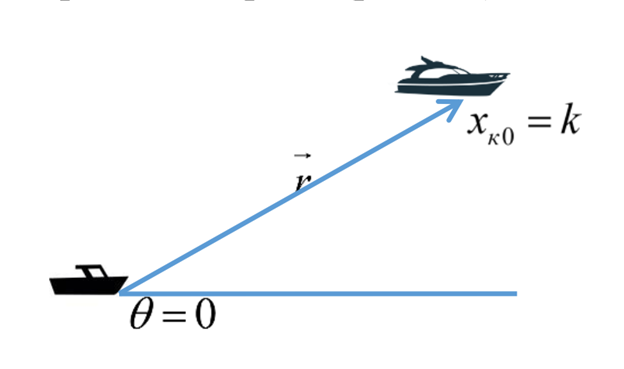 x_{к0} = k
r⃗
θ = 0